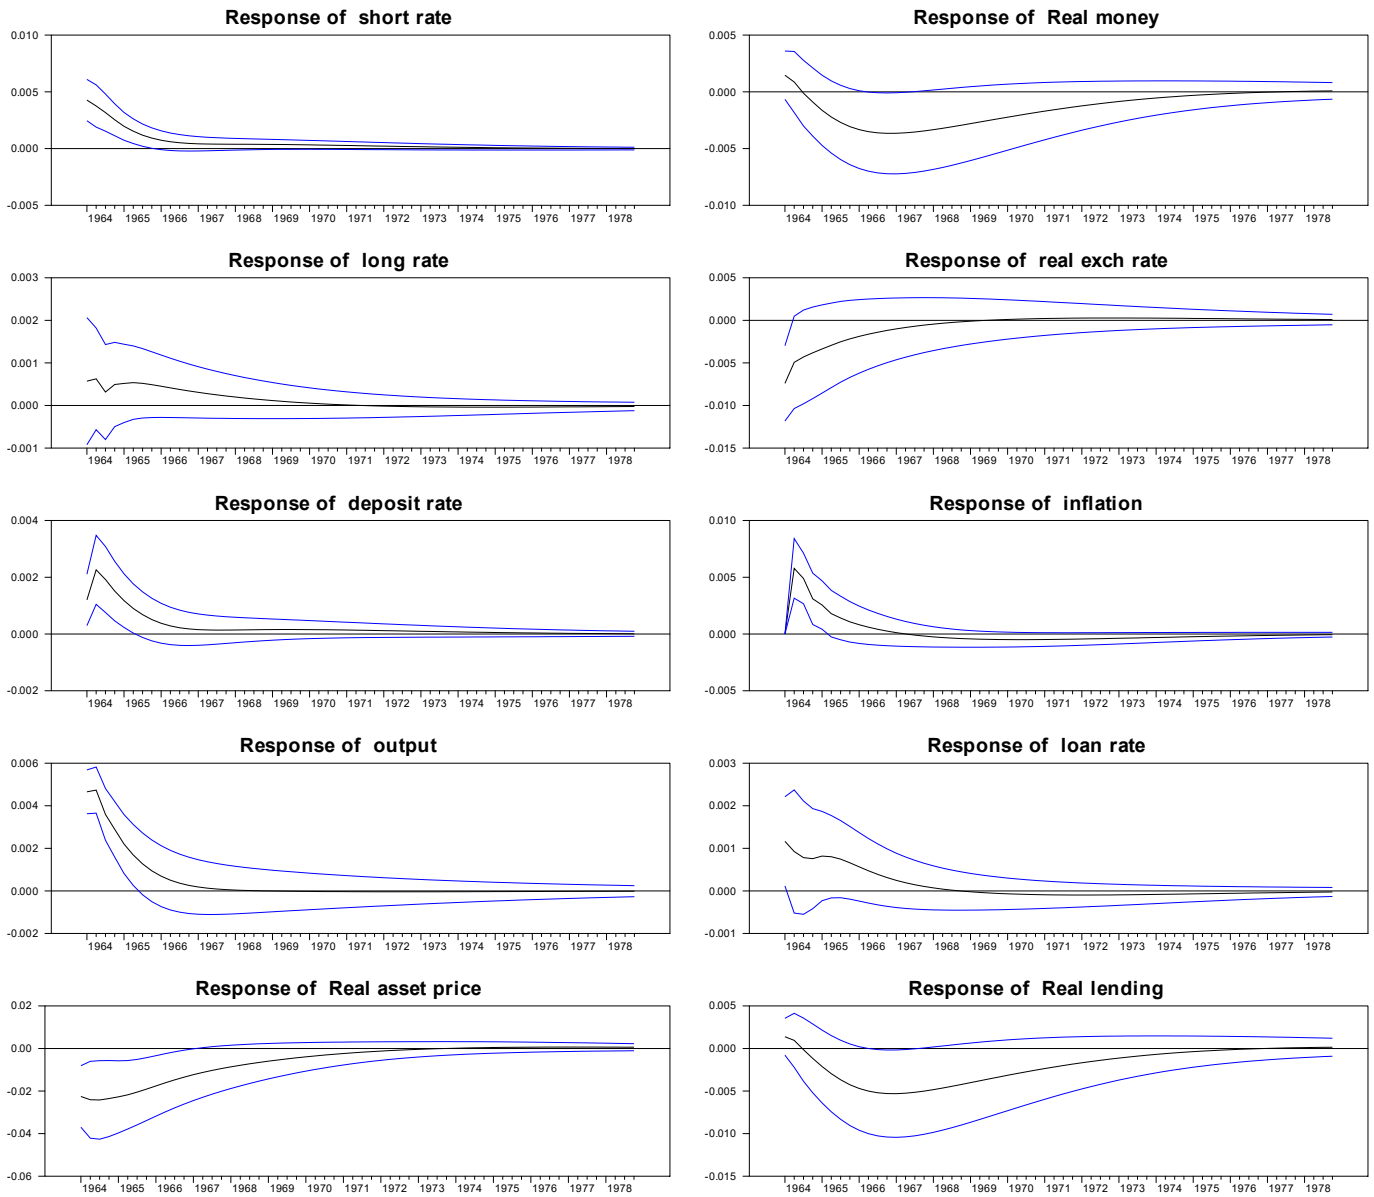 Response of short rate
0.010
0.005
0.000
-0.005
1964 1965 1966 1967 1968 1969 1970 1971 1972 1973 1974 1975 1976 1977 1978
Response of Real money
0.005
0.000
-0.005
-0.010
1964 1965 1966 1967 1968 1969 1970 1971 1972 1973 1974 1975 1976 1977 1978
Response of long rate
0.003
0.002
0.001
0.000
-0.001
1964 1965 1966 1967 1968 1969 1970 1971 1972 1973 1974 1975 1976 1977 1978
Response of real exch rate
0.005
0.000
-0.005
-0.010
-0.015
1964 1965 1966 1967 1968 1969 1970 1971 1972 1973 1974 1975 1976 1977 1978
Response of deposit rate
0.004
0.002
0.000
-0.002
1964 1965 1966 1967 1968 1969 1970 1971 1972 1973 1974 1975 1976 1977 1978
Response of inflation
0.010
0.005
0.000
-0.005
1964 1965 1966 1967 1968 1969 1970 1971 1972 1973 1974 1975 1976 1977 1978
Response of output
0.006
0.004
0.002
0.000
-0.002
1964 1965 1966 1967 1968 1969 1970 1971 1972 1973 1974 1975 1976 1977 1978
Response of loan rate
0.003
0.002
0.001
0.000
-0.001
1964 1965 1966 1967 1968 1969 1970 1971 1972 1973 1974 1975 1976 1977 1978
Response of Real asset price
0.02
0.00
-0.02
-0.04
-0.06
1964 1965 1966 1967 1968 1969 1970 1971 1972 1973 1974 1975 1976 1977 1978
Response of Real lending
0.005
0.000
-0.005
-0.010
-0.015
1964 1965 1966 1967 1968 1969 1970 1971 1972 1973 1974 1975 1976 1977 1978